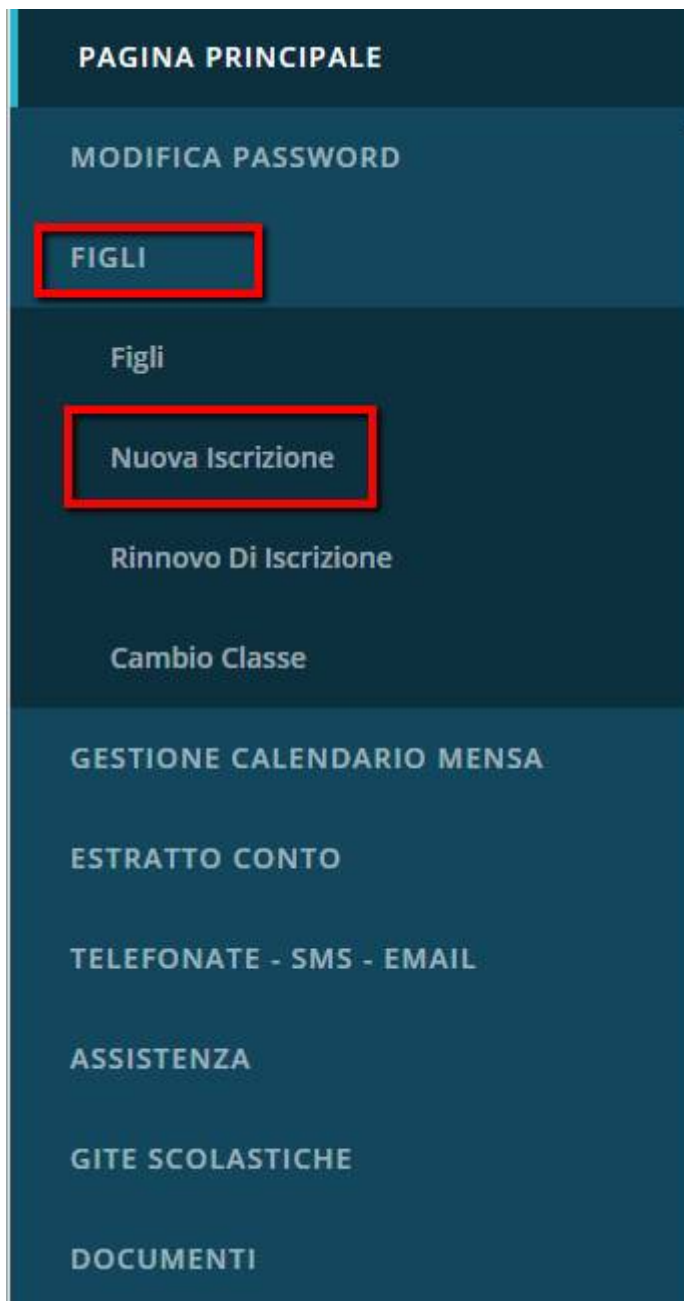 PAGINA PRINCIPALE
MODIFICA PASSWORD
FIGLI
Figli
Nuova Iscrizione
Rinnovo Di Iscrizione
Cambio Classe
GESTIONE CALENDARIO MENSA
ESTRATTO CONTO
TELEFONATE - SMS - EMAIL
ASSISTENZA
GITE SCOLASTICHE
DOCUMENTI